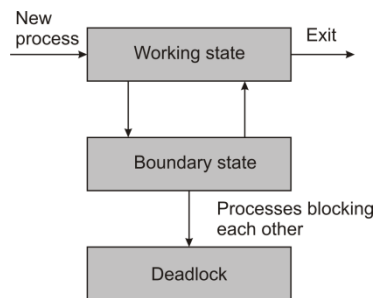 New
process
Working state
Exit
Boundary state
Processes blocking
each other
Deadlock